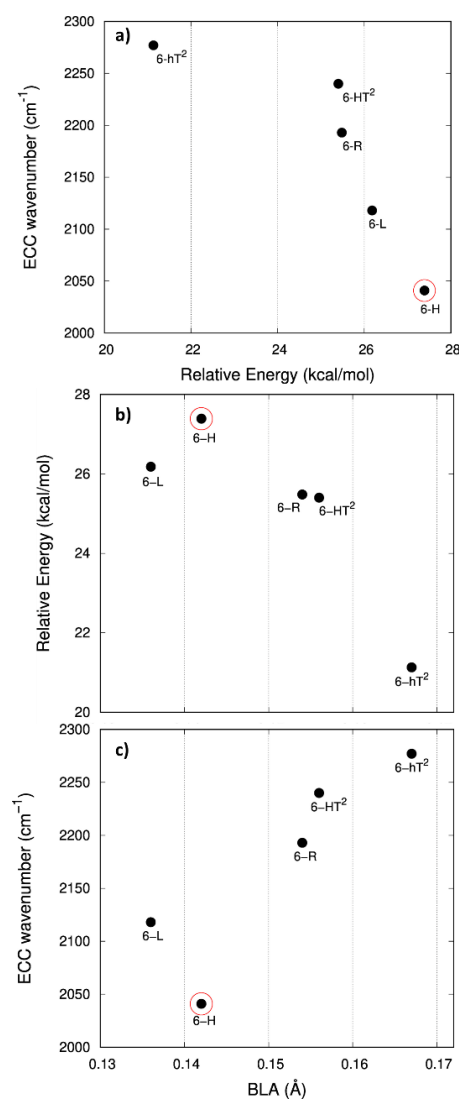 a)
2300
2250
2200
2150
2100
2050
2000
ECC wavenumber (cm⁻¹)
6-hT²
6-HT²
6-R
6-L
6-H
20 22 24 26 28
Relative Energy (kcal/mol)
b)
28
26
24
22
20
Relative Energy (kcal/mol)
6–H
6–L
6–R
6–HT²
6–hT²
c)
2300
2250
2200
2150
2100
2050
2000
ECC wavenumber (cm⁻¹)
6–hT²
6–HT²
6–R
6–L
6–H
0.13 0.14 0.15 0.16 0.17
BLA (Å)